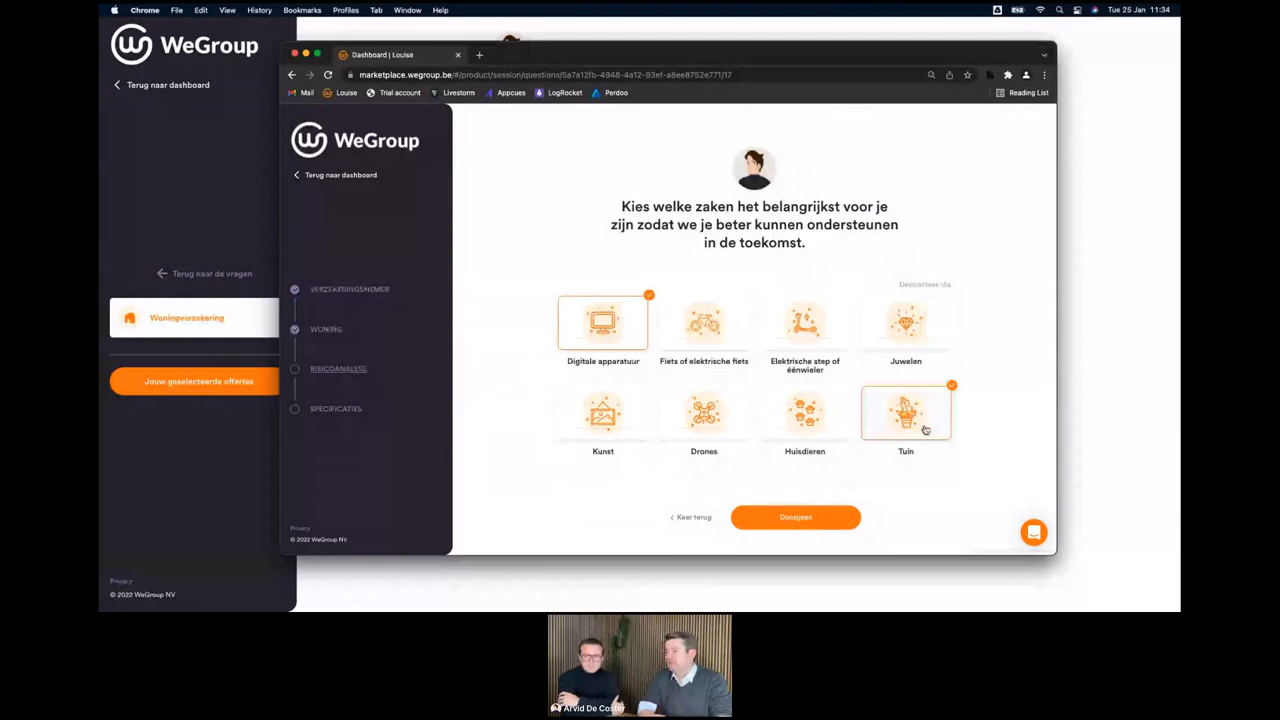 Chrome File Edit View History Bookmarks Profiles Tab Window Help
Tue 25 Jan 11:34
WeGroup
Terug naar dashboard
Terug naar de vragen
Woningverzekering
Jouw geselecteerde offertes
Privacy
© 2022 WeGroup NV
Dashboard | Louise
marketplace.wegroup.be/#/product/session/questions/5a7a12fb-4948-4a12-93ef-a8ee8752e771/17
Mail Louise Trial account Livestorm Appcues LogRocket Perdoo Reading List
WeGroup
Terug naar dashboard
VERZEKERINGSNEMER
WONING
RISICOANALYSE
SPECIFICATIES
Privacy
© 2022 WeGroup NV
Kies welke zaken het belangrijkst voor je
zijn zodat we je beter kunnen ondersteunen
in de toekomst.
Digitale apparatuur
Fiets of elektrische fiets
Elektrische step of
éénwieler
Juwelen
Kunst
Drones
Huisdieren
Tuin
Keer terug
Doorgaan
Arvid De Coster